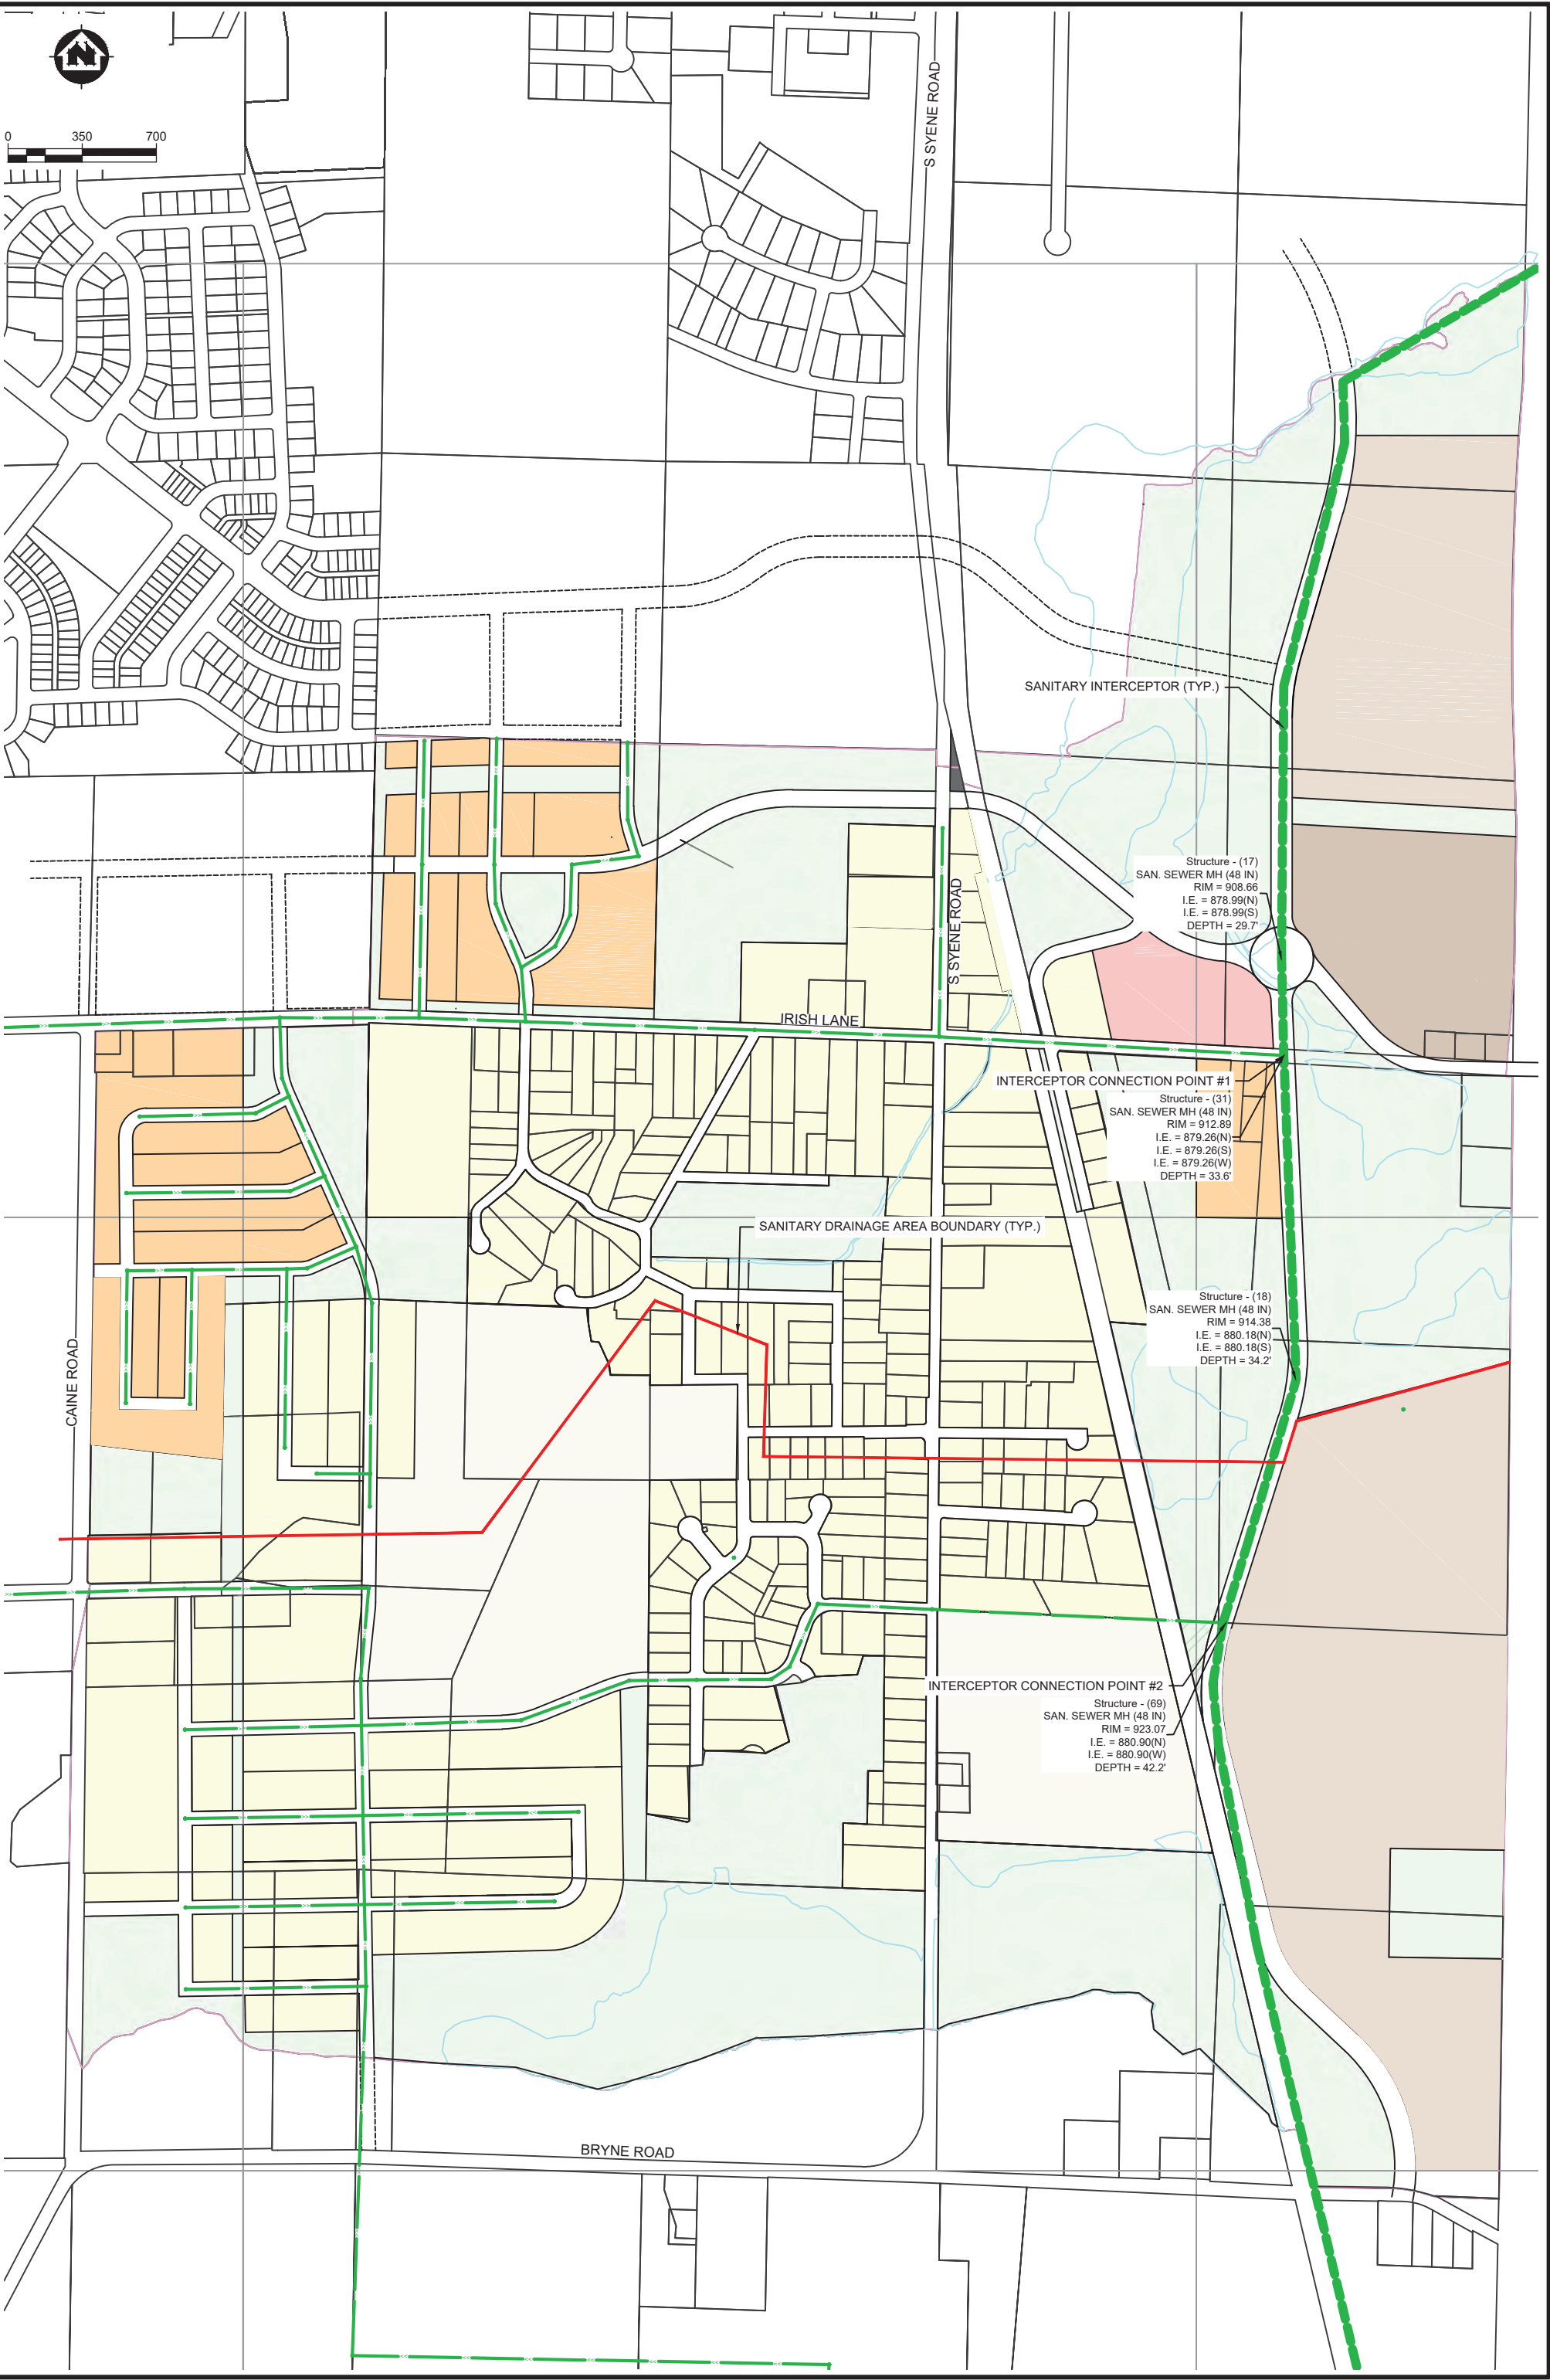 N
0 350 700
S SYENE ROAD
SANITARY INTERCEPTOR (TYP.)
Structure - (17)
SAN. SEWER MH (48 IN)
RIM = 908.66
I.E. = 878.99(N)
I.E. = 878.99(S)
DEPTH = 29.7'
S SYENE ROAD
IRISH LANE
INTERCEPTOR CONNECTION POINT #1
Structure - (31)
SAN. SEWER MH (48 IN)
RIM = 912.89
I.E. = 879.26(N)
I.E. = 879.26(S)
I.E. = 879.26(W)
DEPTH = 33.6'
SANITARY DRAINAGE AREA BOUNDARY (TYP.)
Structure - (18)
SAN. SEWER MH (48 IN)
RIM = 914.38
I.E. = 880.18(N)
I.E. = 880.18(S)
DEPTH = 34.2'
CAINE ROAD
INTERCEPTOR CONNECTION POINT #2
Structure - (69)
SAN. SEWER MH (48 IN)
RIM = 923.07
I.E. = 880.90(N)
I.E. = 880.90(W)
DEPTH = 42.2'
BRYNE ROAD